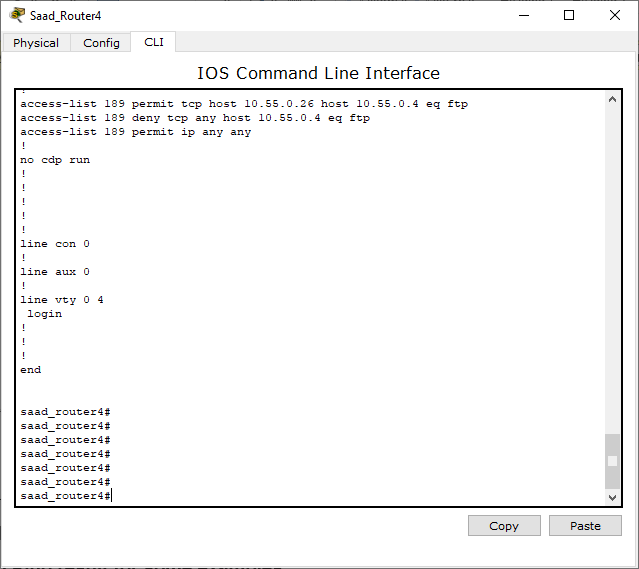 Saad_Router4
Physical Config CLI
IOS Command Line Interface
!
access-list 189 permit tcp host 10.55.0.26 host 10.55.0.4 eq ftp
access-list 189 deny tcp any host 10.55.0.4 eq ftp
access-list 189 permit ip any any
!
no cdp run
!
!
!
!
!
line con 0
!
line aux 0
!
line vty 0 4
login
!
!
!
end
saad_router4#
saad_router4#
saad_router4#
saad_router4#
saad_router4#
saad_router4#
saad_router4#
Copy Paste